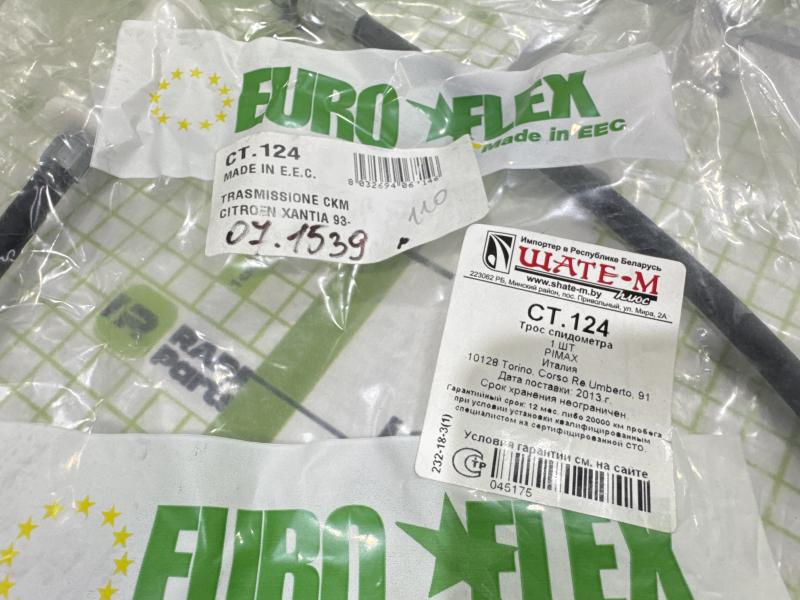 EURO FLEX
Made in EEC
CT.124
MADE IN E.E.C.
TRASMISSIONE CKM
CITROEN XANTIA 93-
07.1539
110
Импортер в Республике Беларусь
ШАТЕ-М
плюс
www.shate-m.by
223062 РБ, Минский район, пос. Привольный, ул. Мира, 2А
CT.124
Трос спидометра
1 ШТ
PIMAX
Италия
10128 Torino. Corso Re Umberto, 91
Дата поставки: 2013 г.
Срок хранения неограничен
Гарантийный срок: 12 мес. либо 20000 км пробега
при условии установки квалифицированным
специалистом на сертифицированной СТО.
Условия гарантии см. на сайте
232-18-3(1)
045175
EURO FLEX